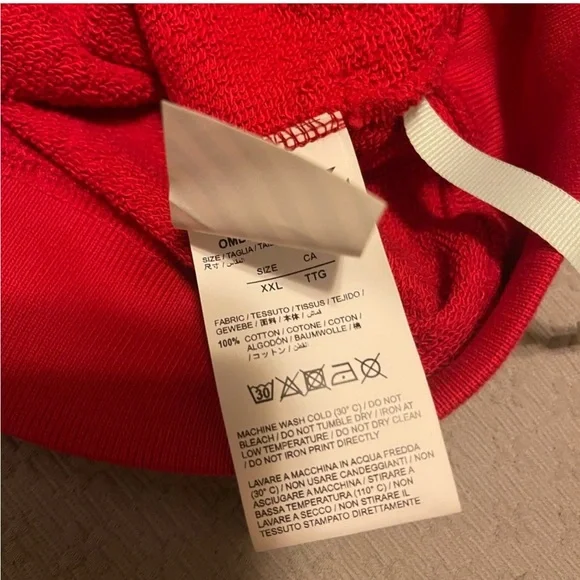 SIZE / TAGLIA /
尺寸 /
SIZE CA
XXL TTG
FABRIC / TESSUTO / TISSUS / TEJIDO /
GEWEBE / 面料 / 本体 / قماش
100% COTTON / COTONE / COTON /
ALGODÓN / BAUMWOLLE / 棉
/ コットン / القطن
30
MACHINE WASH COLD (30° C) / DO NOT
BLEACH / DO NOT TUMBLE DRY / IRON AT
LOW TEMPERATURE / DO NOT DRY CLEAN
/ DO NOT IRON PRINT DIRECTLY
LAVARE A MACCHINA IN ACQUA FREDDA
(30° C) / NON USARE CANDEGGIANTI / NON
ASCIUGARE A MACCHINA / STIRARE A
BASSA TEMPERATURA (110° C) / NON
LAVARE A SECCO / NON STIRARE IL
TESSUTO STAMPATO DIRETTAMENTE